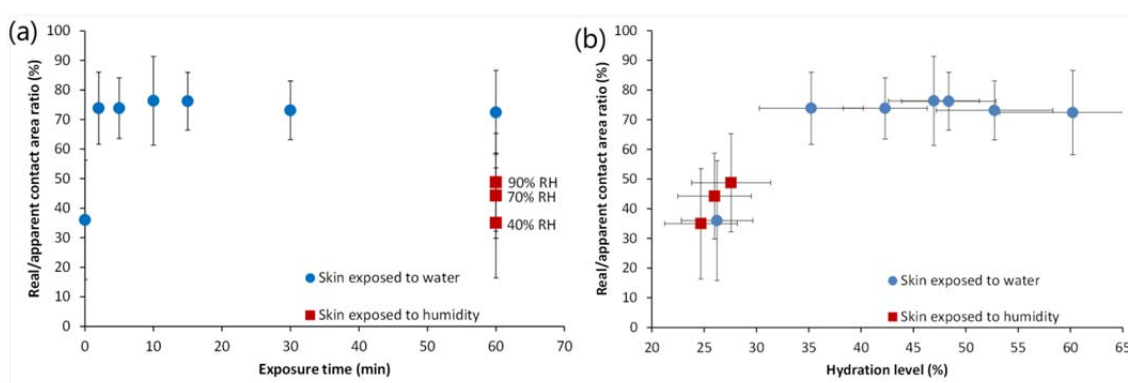 (a)
Real/apparent contact area ratio (%)
100
90
80
70
60
50
40
30
20
10
0
90% RH
70% RH
40% RH
Skin exposed to water
Skin exposed to humidity
0 10 20 30 40 50 60 70
Exposure time (min)
(b)
Real/apparent contact area ratio (%)
100
90
80
70
60
50
40
30
20
10
0
Skin exposed to water
Skin exposed to humidity
20 25 30 35 40 45 50 55 60 65
Hydration level (%)